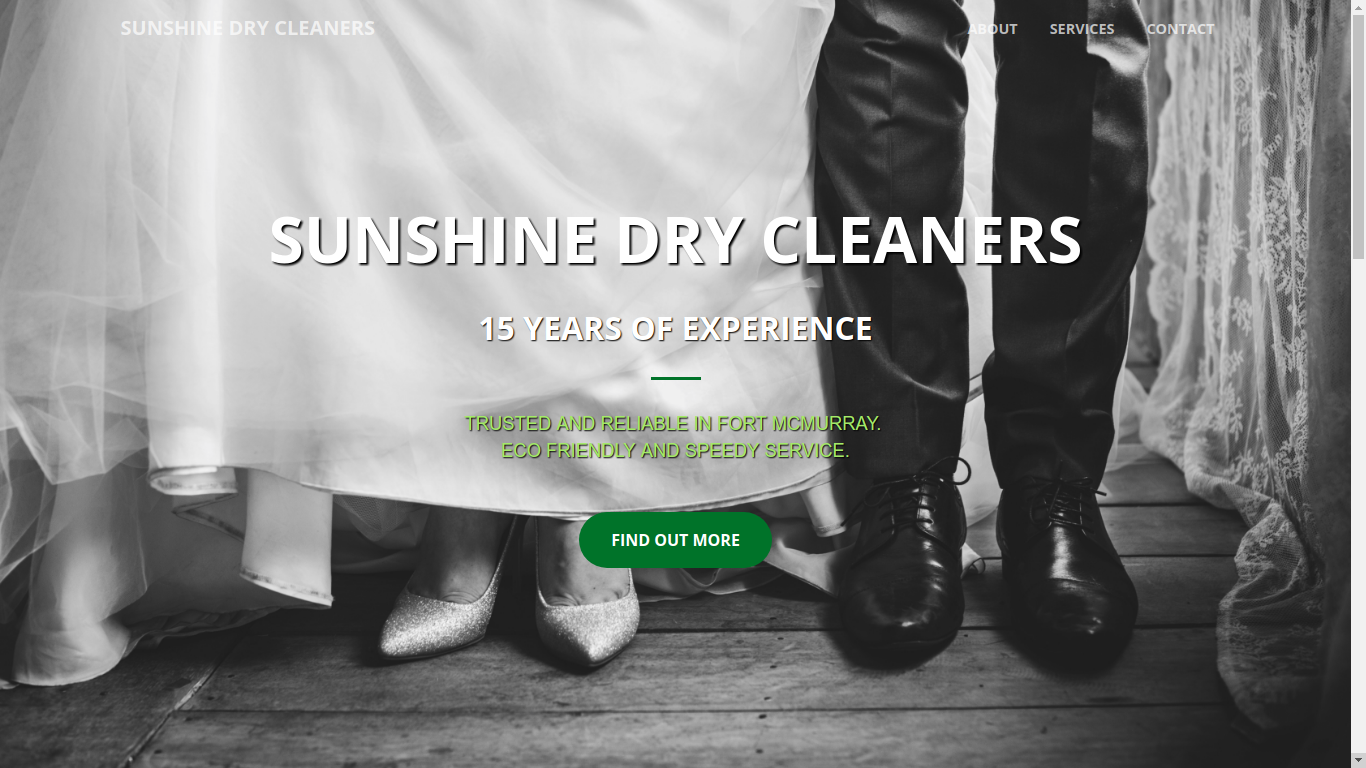 SUNSHINE DRY CLEANERS
ABOUT SERVICES CONTACT
SUNSHINE DRY CLEANERS
15 YEARS OF EXPERIENCE
TRUSTED AND RELIABLE IN FORT MCMURRAY.
ECO FRIENDLY AND SPEEDY SERVICE.
FIND OUT MORE